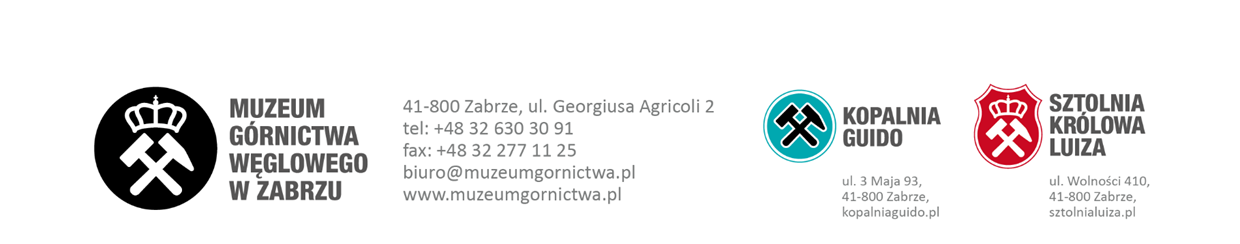 MUZEUM
GÓRNICTWA
WĘGLOWEGO
W ZABRZU
41-800 Zabrze, ul. Georgiusa Agricoli 2
tel: +48 32 630 30 91
fax: +48 32 277 11 25
biuro@muzeumgornictwa.pl
www.muzeumgornictwa.pl
KOPALNIA
GUIDO
ul. 3 Maja 93,
41-800 Zabrze,
kopalniaguido.pl
SZTOLNIA
KRÓLOWA
LUIZA
ul. Wolności 410,
41-800 Zabrze,
sztolnialuiza.pl